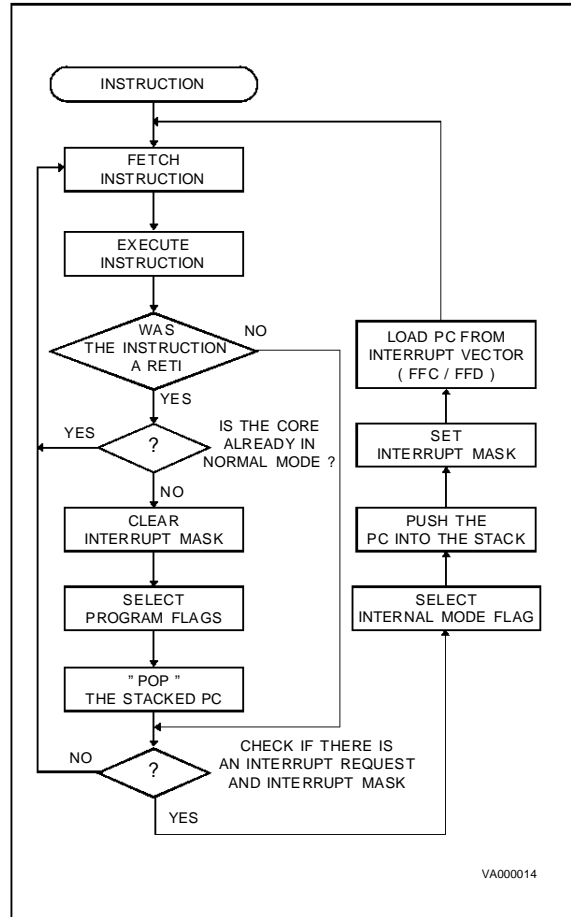 INSTRUCTION
FETCH
INSTRUCTION
EXECUTE
INSTRUCTION
WAS
THE INSTRUCTION
A RETI
NO
YES
?
YES
IS THE CORE
ALREADY IN
NORMAL MODE ?
NO
CLEAR
INTERRUPT MASK
SELECT
PROGRAM FLAGS
" POP "
THE STACKED PC
?
NO
CHECK IF THERE IS
AN INTERRUPT REQUEST
AND INTERRUPT MASK
YES
LOAD PC FROM
INTERRUPT VECTOR
( FFC / FFD )
SET
INTERRUPT MASK
PUSH THE
PC INTO THE STACK
SELECT
INTERNAL MODE FLAG
VA000014